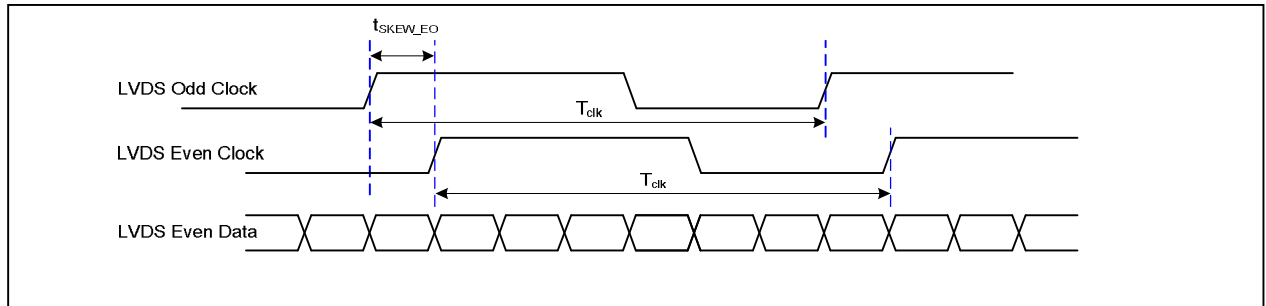 tSKEW_EO
LVDS Odd Clock
Tclk
LVDS Even Clock
Tclk
LVDS Even Data